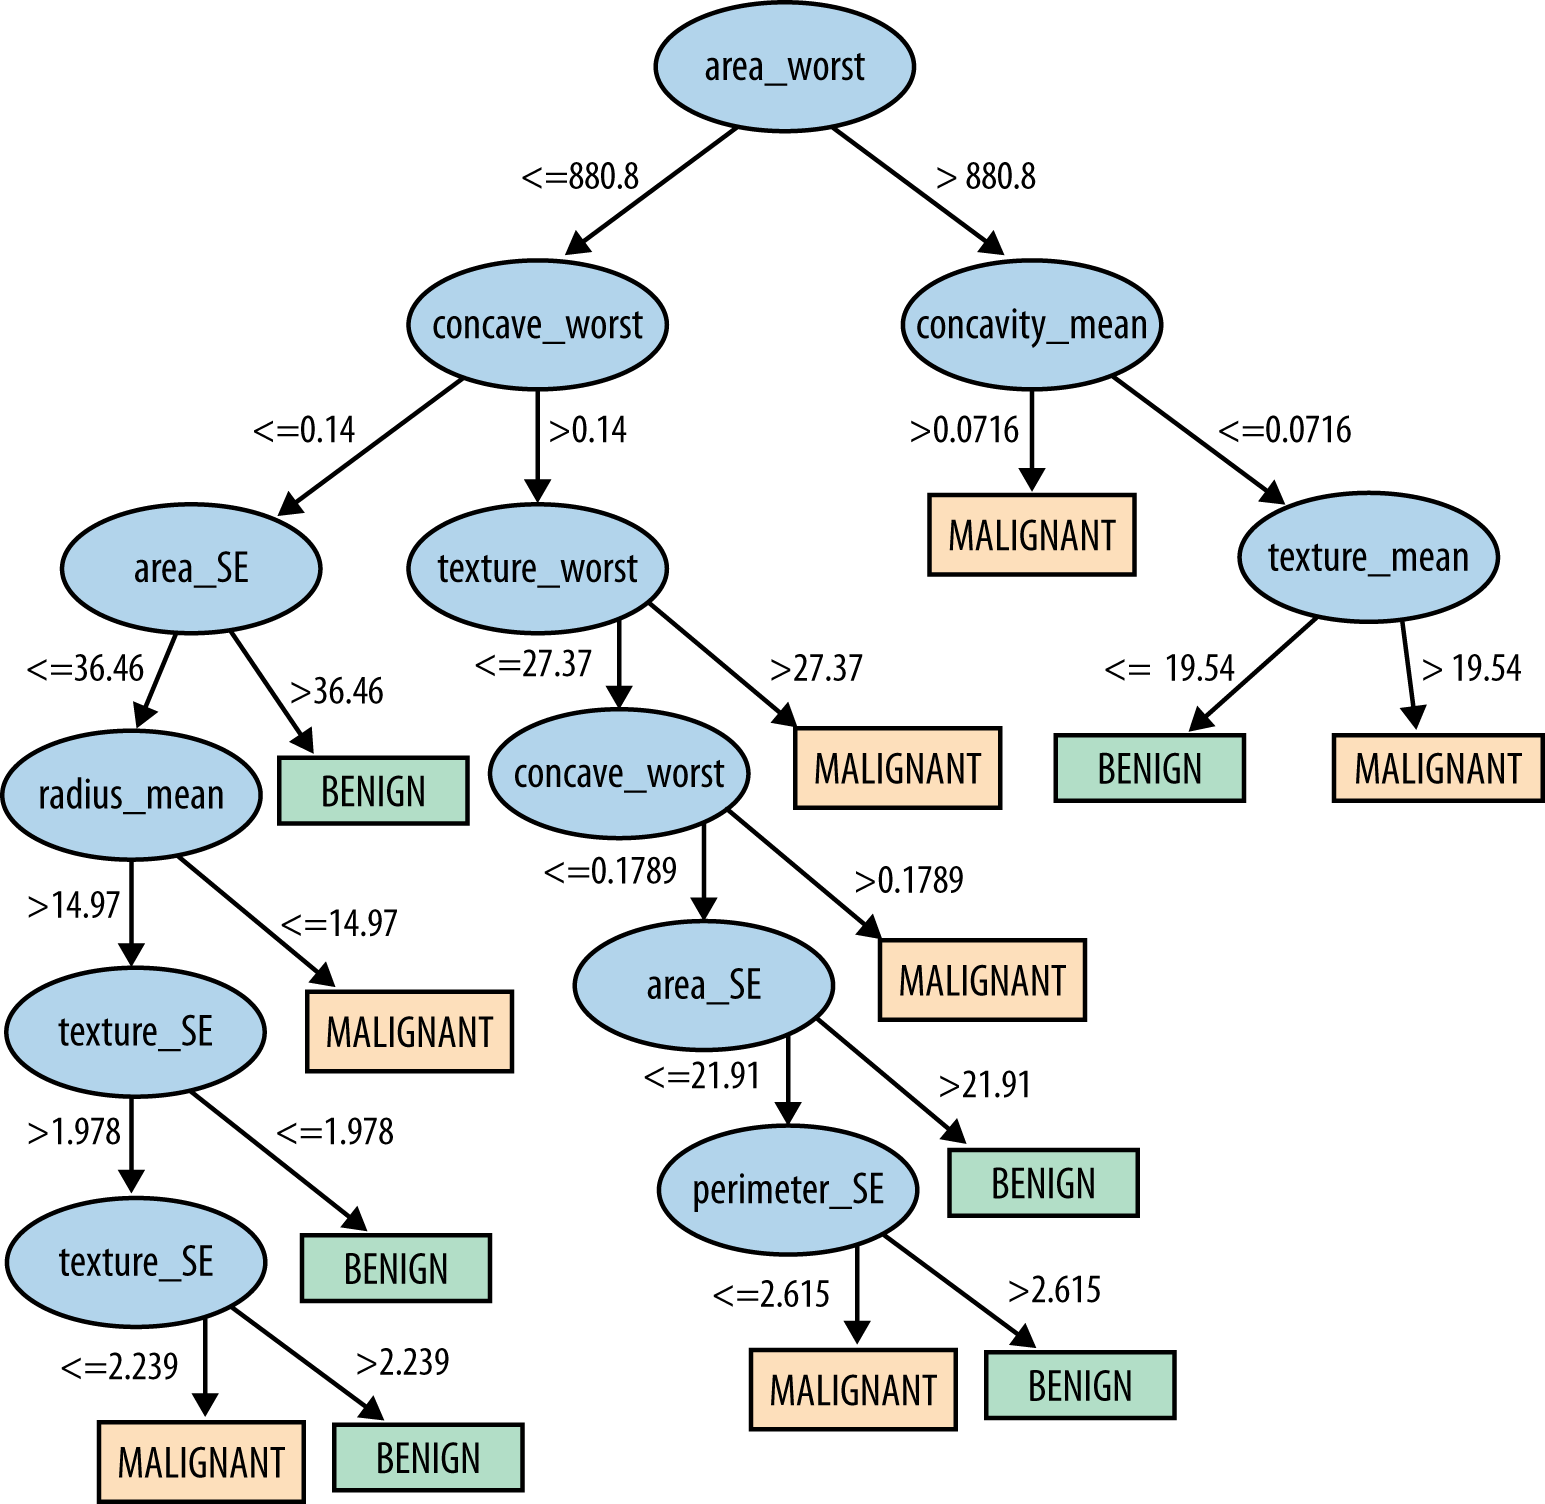 area_worst
<=880.8
> 880.8
concave_worst
concavity_mean
<=0.14
>0.14
>0.0716
<=0.0716
MALIGNANT
area_SE
texture_worst
texture_mean
<=36.46
>36.46
<=27.37
>27.37
<= 19.54
> 19.54
radius_mean
BENIGN
concave_worst
MALIGNANT
BENIGN
MALIGNANT
>14.97
<=14.97
<=0.1789
>0.1789
texture_SE
MALIGNANT
area_SE
MALIGNANT
>1.978
<=1.978
<=21.91
>21.91
texture_SE
BENIGN
perimeter_SE
BENIGN
<=2.239
>2.239
<=2.615
>2.615
MALIGNANT
BENIGN
MALIGNANT
BENIGN